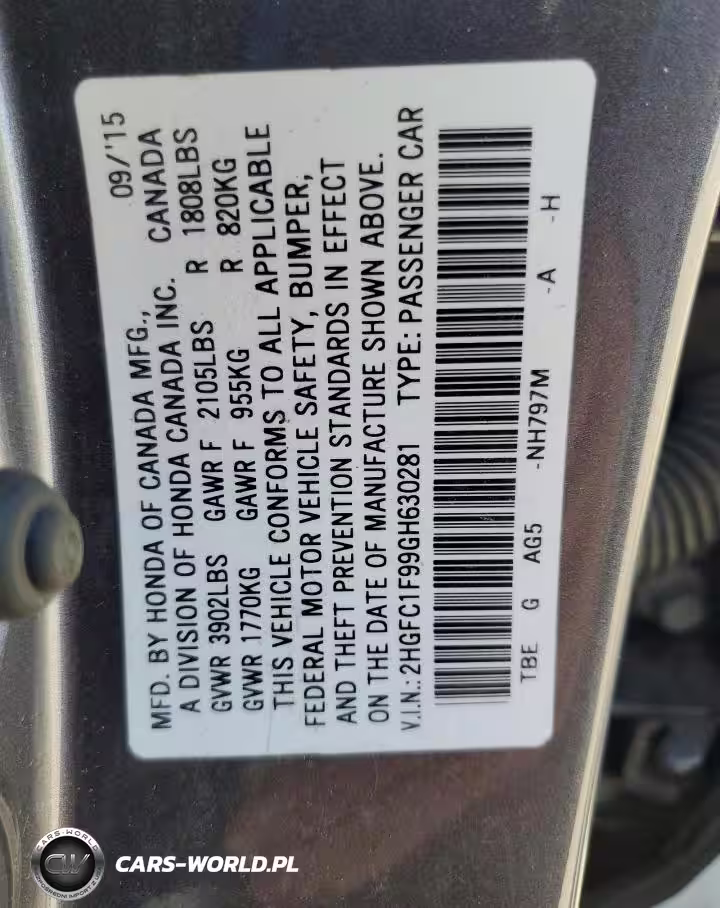 MFD. BY HONDA OF CANADA MFG., 09/'15
A DIVISION OF HONDA CANADA INC. CANADA
GVWR 3902LBS GAWR F 2105LBS R 1808LBS
GVWR 1770KG GAWR F 955KG R 820KG
THIS VEHICLE CONFORMS TO ALL APPLICABLE
FEDERAL MOTOR VEHICLE SAFETY, BUMPER,
AND THEFT PREVENTION STANDARDS IN EFFECT
ON THE DATE OF MANUFACTURE SHOWN ABOVE.
V.I.N.: 2HGFC1F99GH630281 TYPE: PASSENGER CAR
TBE G AG5 -NH797M -A -H
CARS-WORLD
CW
CARS-WORLD.PL